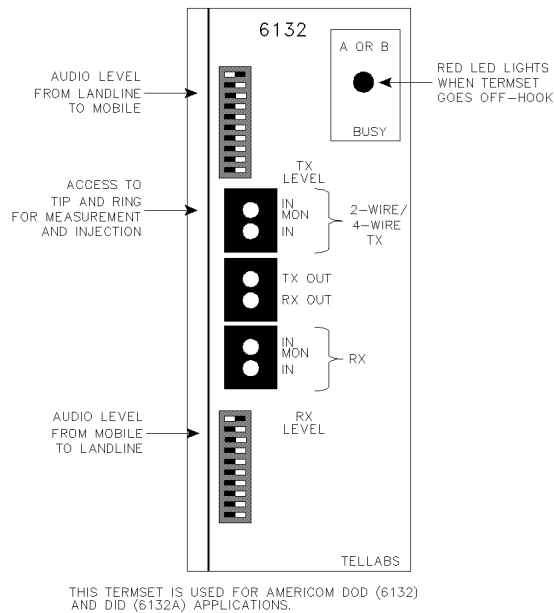 6132
A OR B
BUSY
RED LED LIGHTS
WHEN TERMSET
GOES OFF-HOOK
AUDIO LEVEL
FROM LANDLINE
TO MOBILE
TX
LEVEL
ACCESS TO
TIP AND RING
FOR MEASUREMENT
AND INJECTION
IN
MON
IN
2-WIRE/
4-WIRE
TX
TX OUT
RX OUT
IN
MON
IN
RX
AUDIO LEVEL
FROM MOBILE
TO LANDLINE
RX
LEVEL
TELLABS
THIS TERMSET IS USED FOR AMERICOM DOD (6132)
AND DID (6132A) APPLICATIONS.